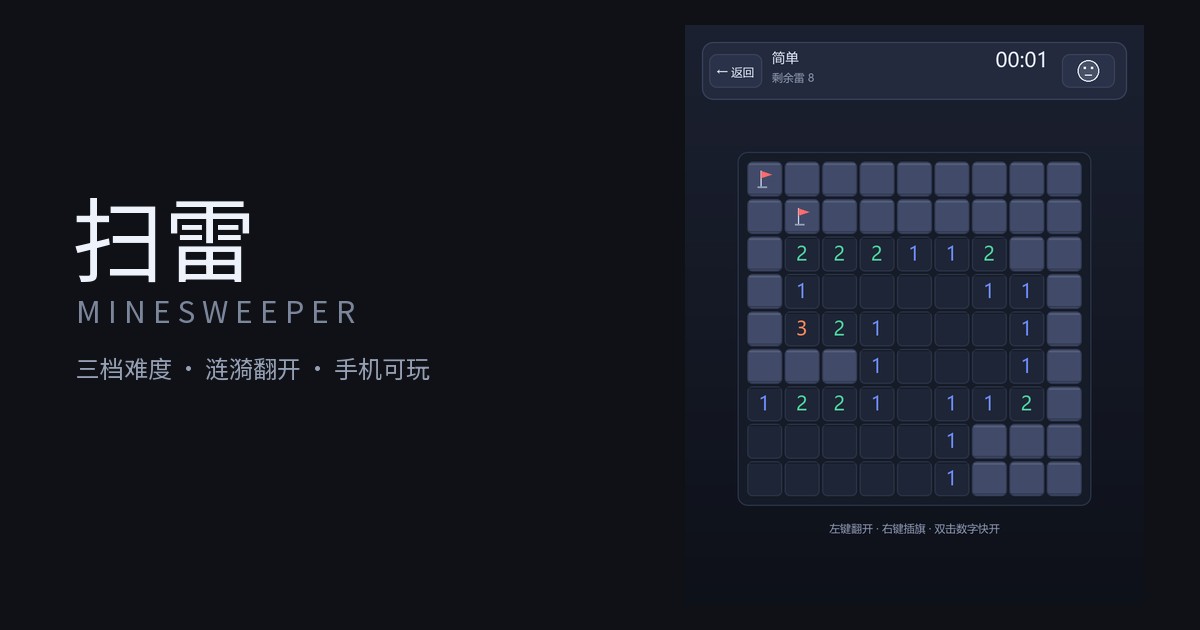 扫雷
MINESWEEPER
三档难度 · 涟漪翻开 · 手机可玩
← 返回
简单
剩余雷 8
00:01
2 2 2 1 1 2
1 1 1
3 2 1 1
1 1
1 2 2 1 1 1 2
1
1
左键翻开 · 右键插旗 · 双击数字快开